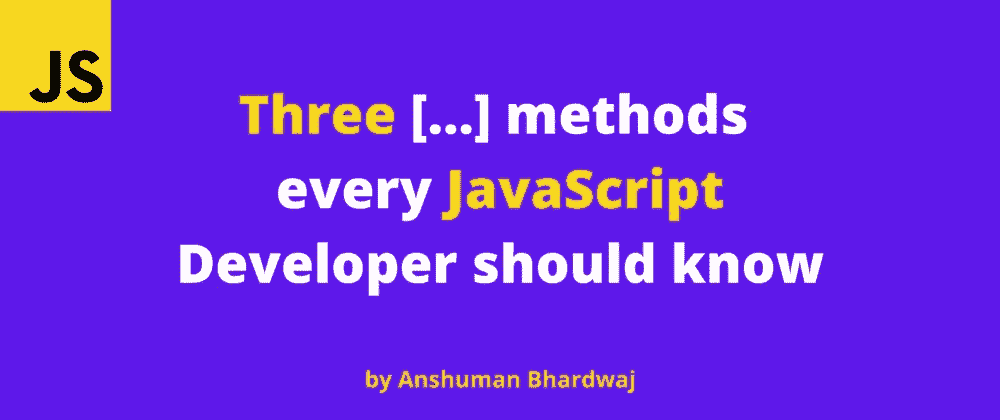 JS
Three [...] methods
every JavaScript
Developer should know
by Anshuman Bhardwaj